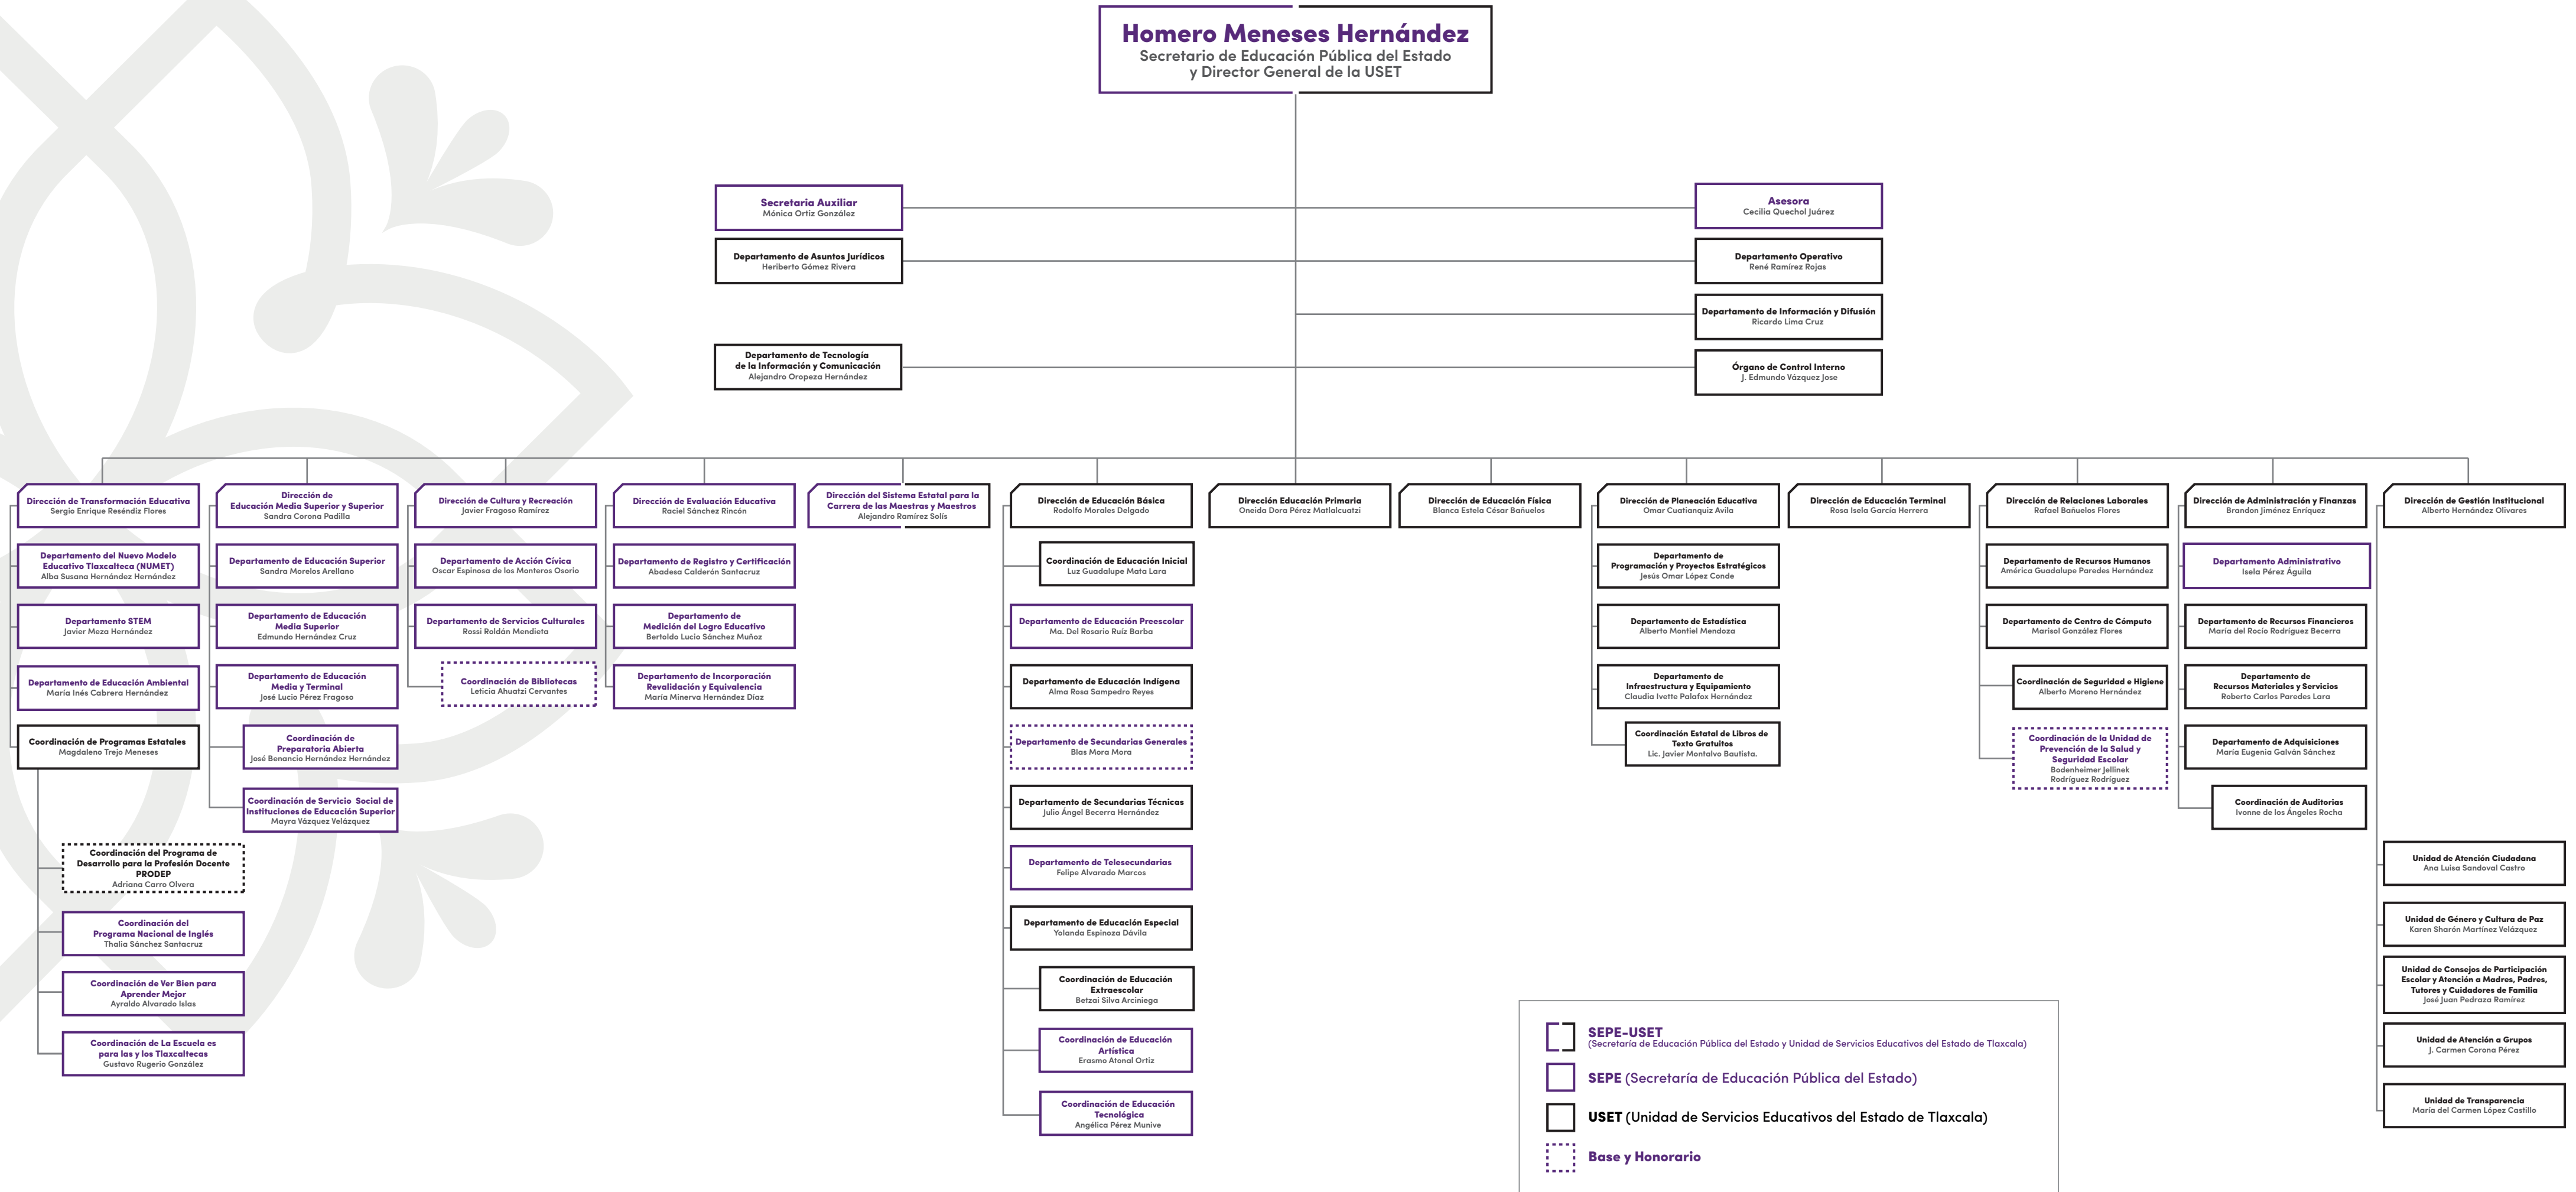 Homero Meneses Hernández
Secretario de Educación Pública del Estado
y Director General de la USET
Secretaria Auxiliar
Mónica Ortiz González
Asesora
Cecilia Quechol Juárez
Departamento de Asuntos Jurídicos
Heriberto Gómez Rivera
Departamento Operativo
René Ramírez Rojas
Departamento de Información y Difusión
Ricardo Lima Cruz
Departamento de Tecnología
de la Información y Comunicación
Alejandro Oropeza Hernández
Órgano de Control Interno
J. Edmundo Vázquez Jose
Dirección de Transformación Educativa
Sergio Enrique Reséndiz Flores
Departamento del Nuevo Modelo
Educativo Tlaxcalteca (NUMET)
Alba Susana Hernández Hernández
Departamento STEM
Javier Meza Hernández
Departamento de Educación Ambiental
María Inés Cabrera Hernández
Coordinación de Programas Estatales
Magdaleno Trejo Meneses
Coordinación del Programa de
Desarrollo para la Profesión Docente
PRODEP
Adriana Carro Olvera
Coordinación del
Programa Nacional de Inglés
Thalia Sánchez Santacruz
Coordinación de Ver Bien para
Aprender Mejor
Ayraldo Alvarado Islas
Coordinación de La Escuela es
para las y los Tlaxcaltecas
Gustavo Rugerio González
Dirección de
Educación Media Superior y Superior
Sandra Corona Padilla
Departamento de Educación Superior
Sandra Morelos Arellano
Departamento de Educación
Media Superior
Edmundo Hernández Cruz
Departamento de Educación
Media y Terminal
José Lucio Pérez Fragoso
Coordinación de
Preparatoria Abierta
José Benancio Hernández Hernández
Coordinación de Servicio Social de
Instituciones de Educación Superior
Mayra Vázquez Velázquez
Dirección de Cultura y Recreación
Javier Fragoso Ramírez
Departamento de Acción Cívica
Oscar Espinosa de los Monteros Osorio
Departamento de Servicios Culturales
Rossi Roldán Mendieta
Coordinación de Bibliotecas
Leticia Ahuatzi Cervantes
Dirección de Evaluación Educativa
Raciel Sánchez Rincón
Departamento de Registro y Certificación
Abadesa Calderón Santacruz
Departamento de
Medición del Logro Educativo
Bertoldo Lucio Sánchez Muñoz
Departamento de Incorporación
Revalidación y Equivalencia
María Minerva Hernández Díaz
Dirección del Sistema Estatal para la
Carrera de las Maestras y Maestros
Alejandro Ramírez Solís
Dirección de Educación Básica
Rodolfo Morales Delgado
Coordinación de Educación Inicial
Luz Guadalupe Mata Lara
Departamento de Educación Preescolar
Ma. Del Rosario Ruíz Barba
Departamento de Educación Indígena
Alma Rosa Sampedro Reyes
Departamento de Secundarias Generales
Blas Mora Mora
Departamento de Secundarias Técnicas
Julio Ángel Becerra Hernández
Departamento de Telesecundarias
Felipe Alvarado Marcos
Departamento de Educación Especial
Yolanda Espinoza Dávila
Coordinación de Educación
Extraescolar
Betzai Silva Arciniega
Coordinación de Educación
Artística
Erasmo Atonal Ortiz
Coordinación de Educación
Tecnológica
Angélica Pérez Munive
Dirección Educación Primaria
Oneida Dora Pérez Matlalcuatzi
Dirección de Educación Física
Blanca Estela César Bañuelos
Dirección de Planeación Educativa
Omar Cuatianquiz Avila
Departamento de
Programación y Proyectos Estratégicos
Jesús Omar López Conde
Departamento de Estadística
Alberto Montiel Mendoza
Departamento de
Infraestructura y Equipamiento
Claudia Ivette Palafox Hernández
Coordinación Estatal de Libros de
Texto Gratuitos
Lic. Javier Montalvo Bautista.
Dirección de Educación Terminal
Rosa Isela García Herrera
Dirección de Relaciones Laborales
Rafael Bañuelos Flores
Departamento de Recursos Humanos
América Guadalupe Paredes Hernández
Departamento de Centro de Cómputo
Marisol González Flores
Coordinación de Seguridad e Higiene
Alberto Moreno Hernández
Coordinación de la Unidad de
Prevención de la Salud y
Seguridad Escolar
Bodenheimer Jellinek
Rodríguez Rodríguez
Dirección de Administración y Finanzas
Brandon Jiménez Enríquez
Departamento Administrativo
Isela Pérez Águila
Departamento de Recursos Financieros
María del Rocío Rodríguez Becerra
Departamento de
Recursos Materiales y Servicios
Roberto Carlos Paredes Lara
Departamento de Adquisiciones
María Eugenia Galván Sánchez
Coordinación de Auditorias
Ivonne de los Ángeles Rocha
Dirección de Gestión Institucional
Alberto Hernández Olivares
Unidad de Atención Ciudadana
Ana Luisa Sandoval Castro
Unidad de Género y Cultura de Paz
Karen Sharón Martínez Velázquez
Unidad de Consejos de Participación
Escolar y Atención a Madres, Padres,
Tutores y Cuidadores de Familia
José Juan Pedraza Ramírez
Unidad de Atención a Grupos
J. Carmen Corona Pérez
Unidad de Transparencia
María del Carmen López Castillo
SEPE-USET
(Secretaría de Educación Pública del Estado y Unidad de Servicios Educativos del Estado de Tlaxcala)
SEPE (Secretaría de Educación Pública del Estado)
USET (Unidad de Servicios Educativos del Estado de Tlaxcala)
Base y Honorario